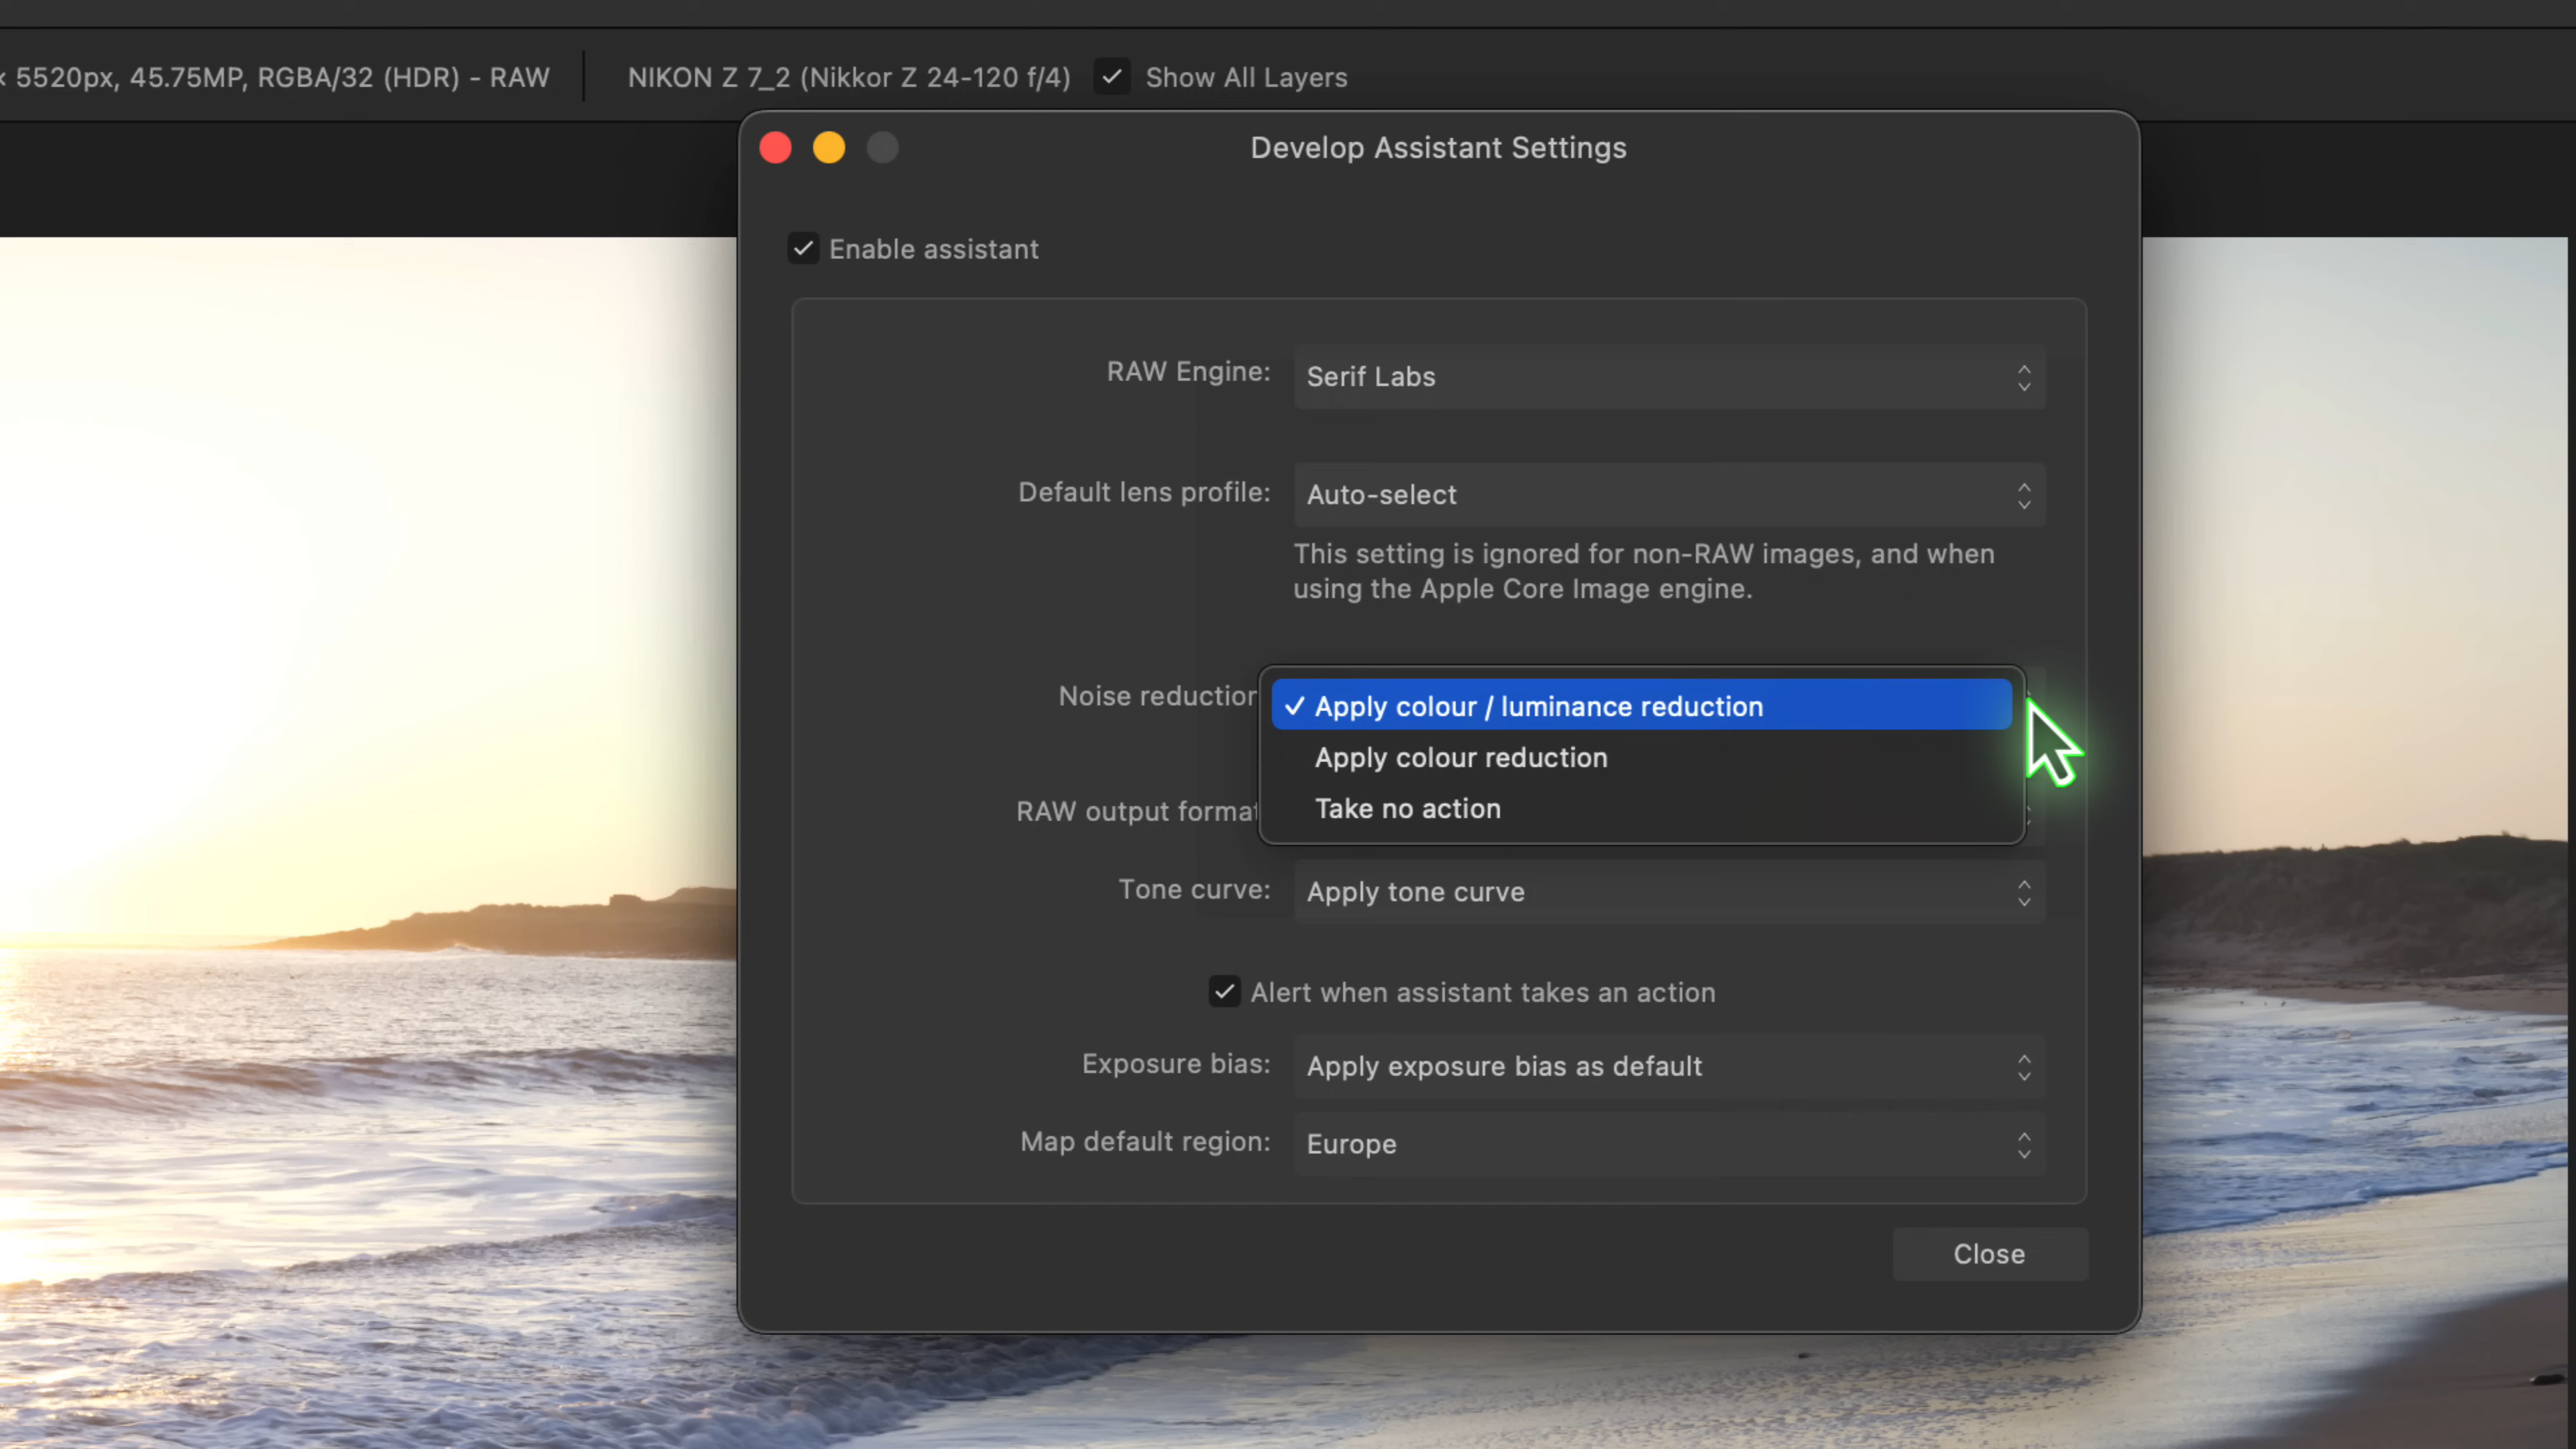 × 5520px, 45.75MP, RGBA/32 (HDR) - RAW
NIKON Z 7_2 (Nikkor Z 24-120 f/4)
Show All Layers
Develop Assistant Settings
Enable assistant
RAW Engine:
Serif Labs
Default lens profile:
Auto-select
This setting is ignored for non-RAW images, and when
using the Apple Core Image engine.
Noise reduction
Apply colour / luminance reduction
Apply colour reduction
Take no action
RAW output format
Tone curve:
Apply tone curve
Alert when assistant takes an action
Exposure bias:
Apply exposure bias as default
Map default region:
Europe
Close